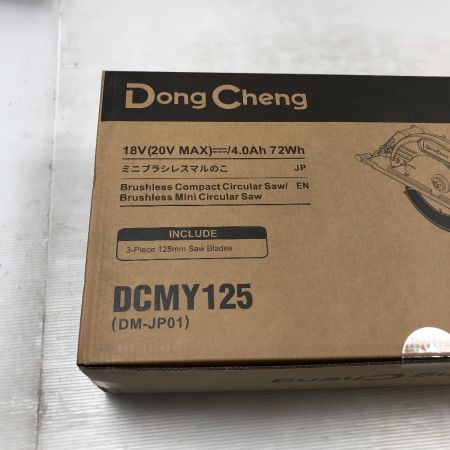 Dong Cheng
18V(20V MAX)⎓/4.0Ah 72Wh
ミニブラシレスマルのこ JP
Brushless Compact Circular Saw/ EN
Brushless Mini Circular Saw
INCLUDE
3-Piece 125mm Saw Blades
DCMY125
(DM-JP01)
Cheng